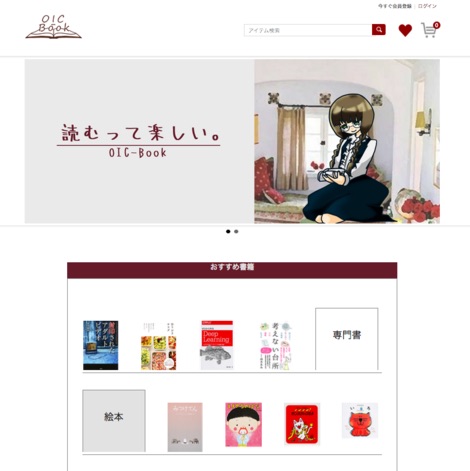 今すぐ会員登録 | ログイン
OIC
Book
アイテム検索
0
読むって楽しい。
OIC-Book
おすすめ書籍
Deep
Learning
考えない台所
専門書
絵本